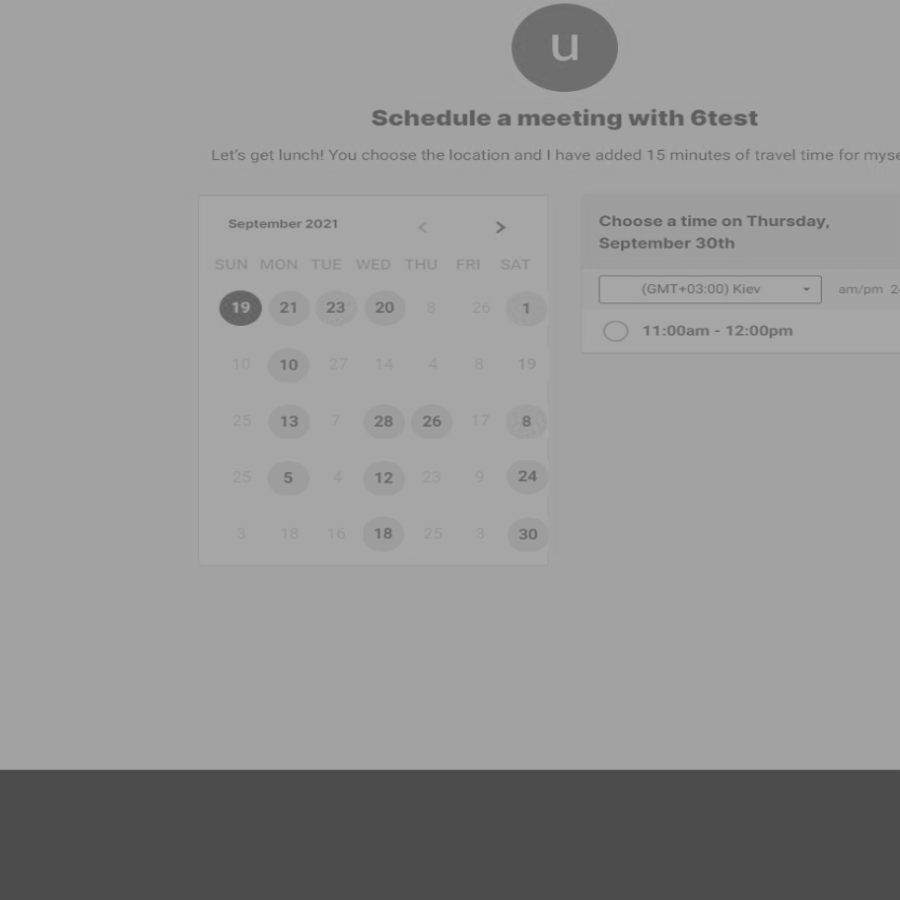 u
Schedule a meeting with 6test
Let's get lunch! You choose the location and I have added 15 minutes of travel time for
September 2021 < >
SUN MON TUE WED THU FRI SAT
19 21 23 20 8 26 1
10 10 27 14 4 8 19
25 13 7 28 26 17 8
25 5 4 12 23 9 24
3 18 16 18 25 3 30
Choose a time on Thursday,
September 30th
(GMT+03:00) Kiev am/pm
11:00am - 12:00pm